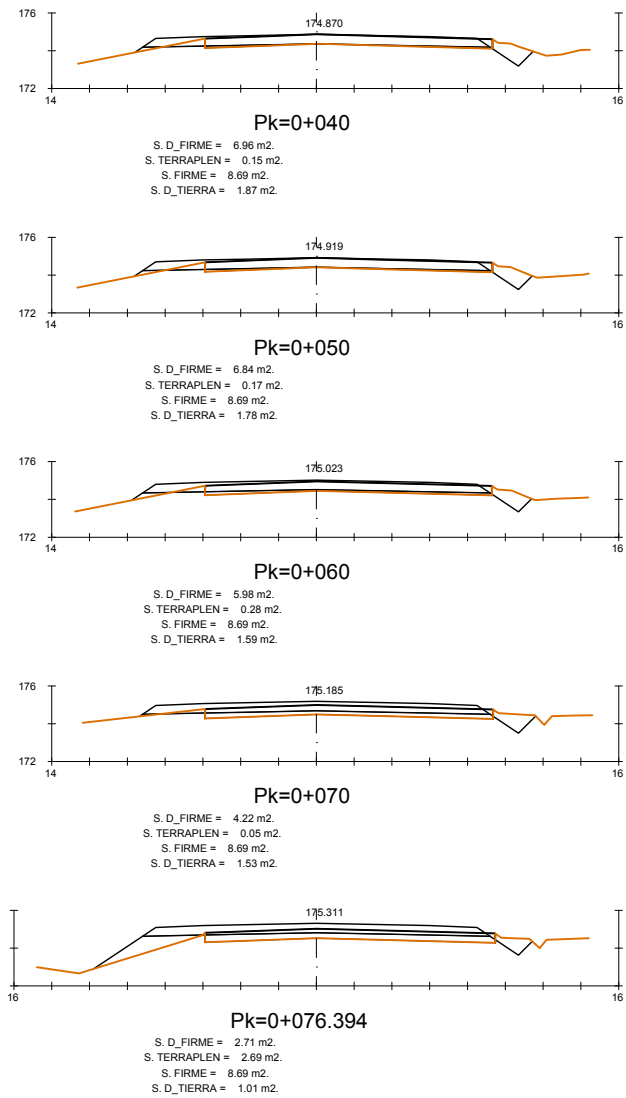 176
174.870
172
14
16
Pk=0+040
S. D_FIRME = 6.96 m2.
S. TERRAPLEN = 0.15 m2.
S. FIRME = 8.69 m2.
S. D_TIERRA = 1.87 m2.
176
174.919
172
14
16
Pk=0+050
S. D_FIRME = 6.84 m2.
S. TERRAPLEN = 0.17 m2.
S. FIRME = 8.69 m2.
S. D_TIERRA = 1.78 m2.
176
175.023
172
14
16
Pk=0+060
S. D_FIRME = 5.98 m2.
S. TERRAPLEN = 0.28 m2.
S. FIRME = 8.69 m2.
S. D_TIERRA = 1.59 m2.
176
175.185
172
14
16
Pk=0+070
S. D_FIRME = 4.22 m2.
S. TERRAPLEN = 0.05 m2.
S. FIRME = 8.69 m2.
S. D_TIERRA = 1.53 m2.
175.311
16
16
Pk=0+076.394
S. D_FIRME = 2.71 m2.
S. TERRAPLEN = 2.69 m2.
S. FIRME = 8.69 m2.
S. D_TIERRA = 1.01 m2.